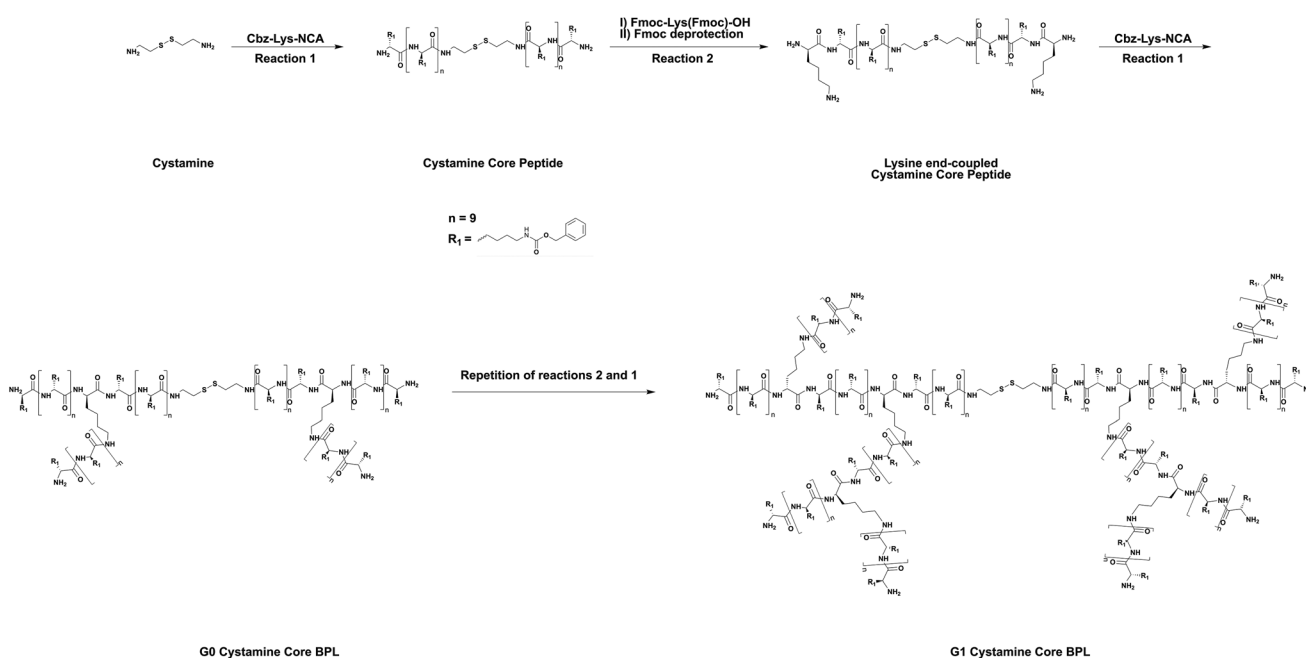 Cbz-Lys-NCA
Reaction 1
I) Fmoc-Lys(Fmoc)-OH
II) Fmoc deprotection
Reaction 2
Cbz-Lys-NCA
Reaction 1
Cystamine
Cystamine Core Peptide
Lysine end-coupled
Cystamine Core Peptide
n = 9
R₁ =
Repetition of reactions 2 and 1
G0 Cystamine Core BPL
G1 Cystamine Core BPL